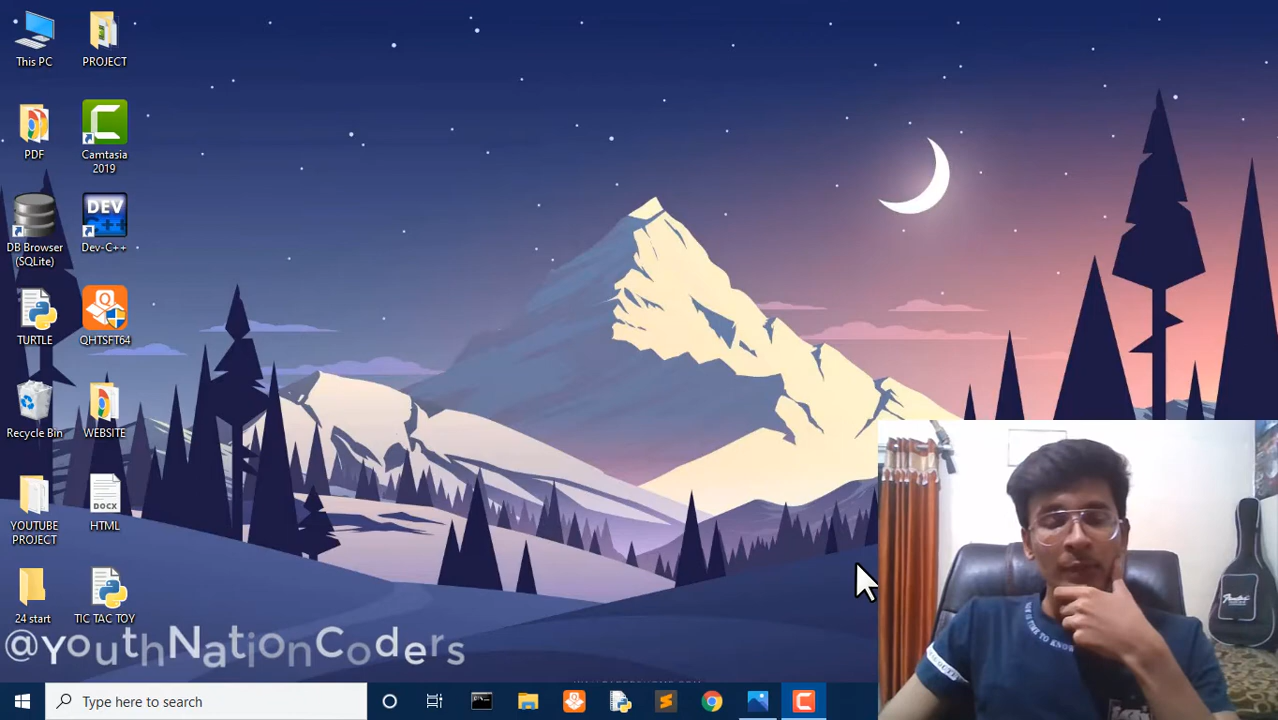 This PC
PROJECT
PDF
Camtasia
2019
DEV
DB Browser
(SQLite)
Dev-C++
TURTLE
QHTSFT64
Recycle Bin
WEBSITE
DOCX
YOUTUBE
PROJECT
HTML
24 start
TIC TAC TOY
@YouthNationCoders
Type here to search